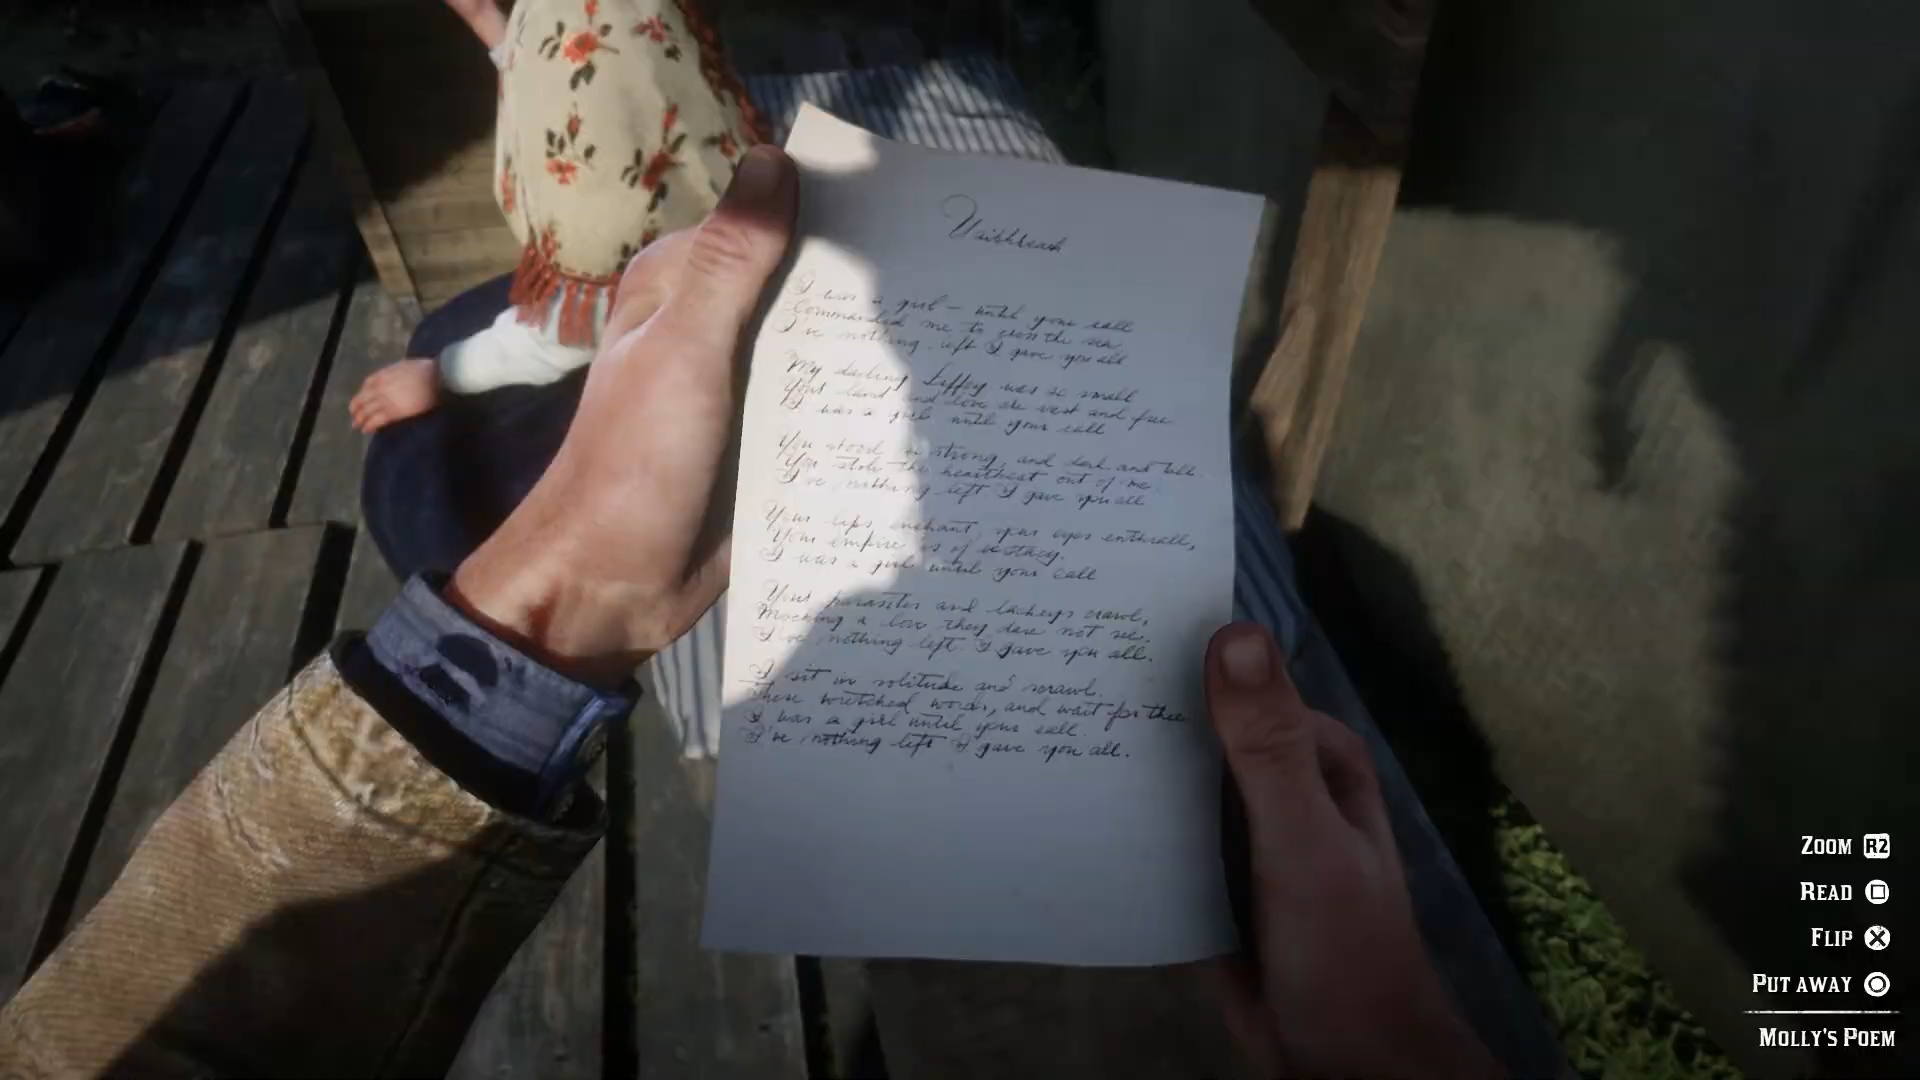 Uaibhreach
I was a girl – until your call
Commanded me to cross the sea
I've nothing left I gave you all
My darling Liffey was so small
Your land and love are vast and free
I was a girl until your call
You stood so strong, and dark and tall.
You stole the heartbeat out of me.
I've nothing left I gave you all
Your lips enchant, your eyes enthrall,
Your empire is of ecstacy.
I was a girl until your call
Your parasites and lackeys crawl,
Mocking a love they dare not see.
I've nothing left I gave you all.
I sit in solitude and scrawl.
These wretched words, and wait for thee
I was a girl until your call.
I've nothing left I gave you all.
ZOOM R2
READ
FLIP
PUT AWAY
MOLLY'S POEM